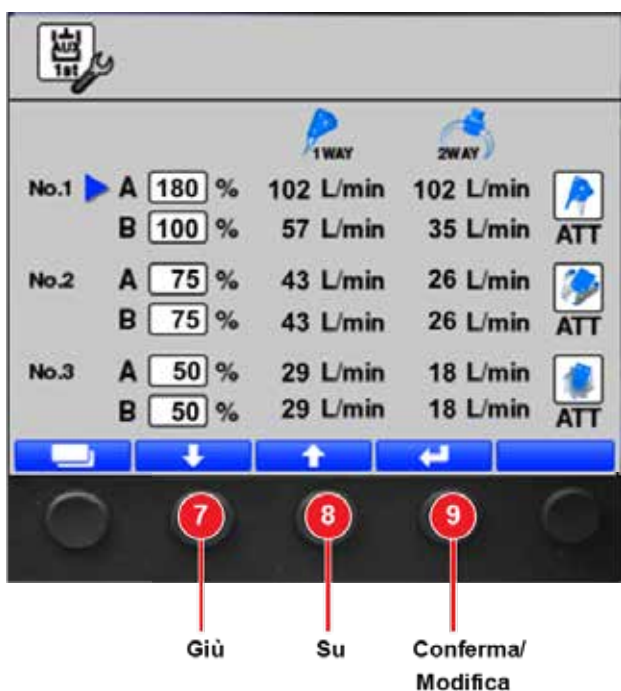 AUX
1st
1WAY 2WAY
No.1 A 180 % 102 L/min 102 L/min
B 100 % 57 L/min 35 L/min ATT
No.2 A 75 % 43 L/min 26 L/min
B 75 % 43 L/min 26 L/min ATT
No.3 A 50 % 29 L/min 18 L/min
B 50 % 29 L/min 18 L/min ATT
7 8 9
Giù Su Conferma/
Modifica